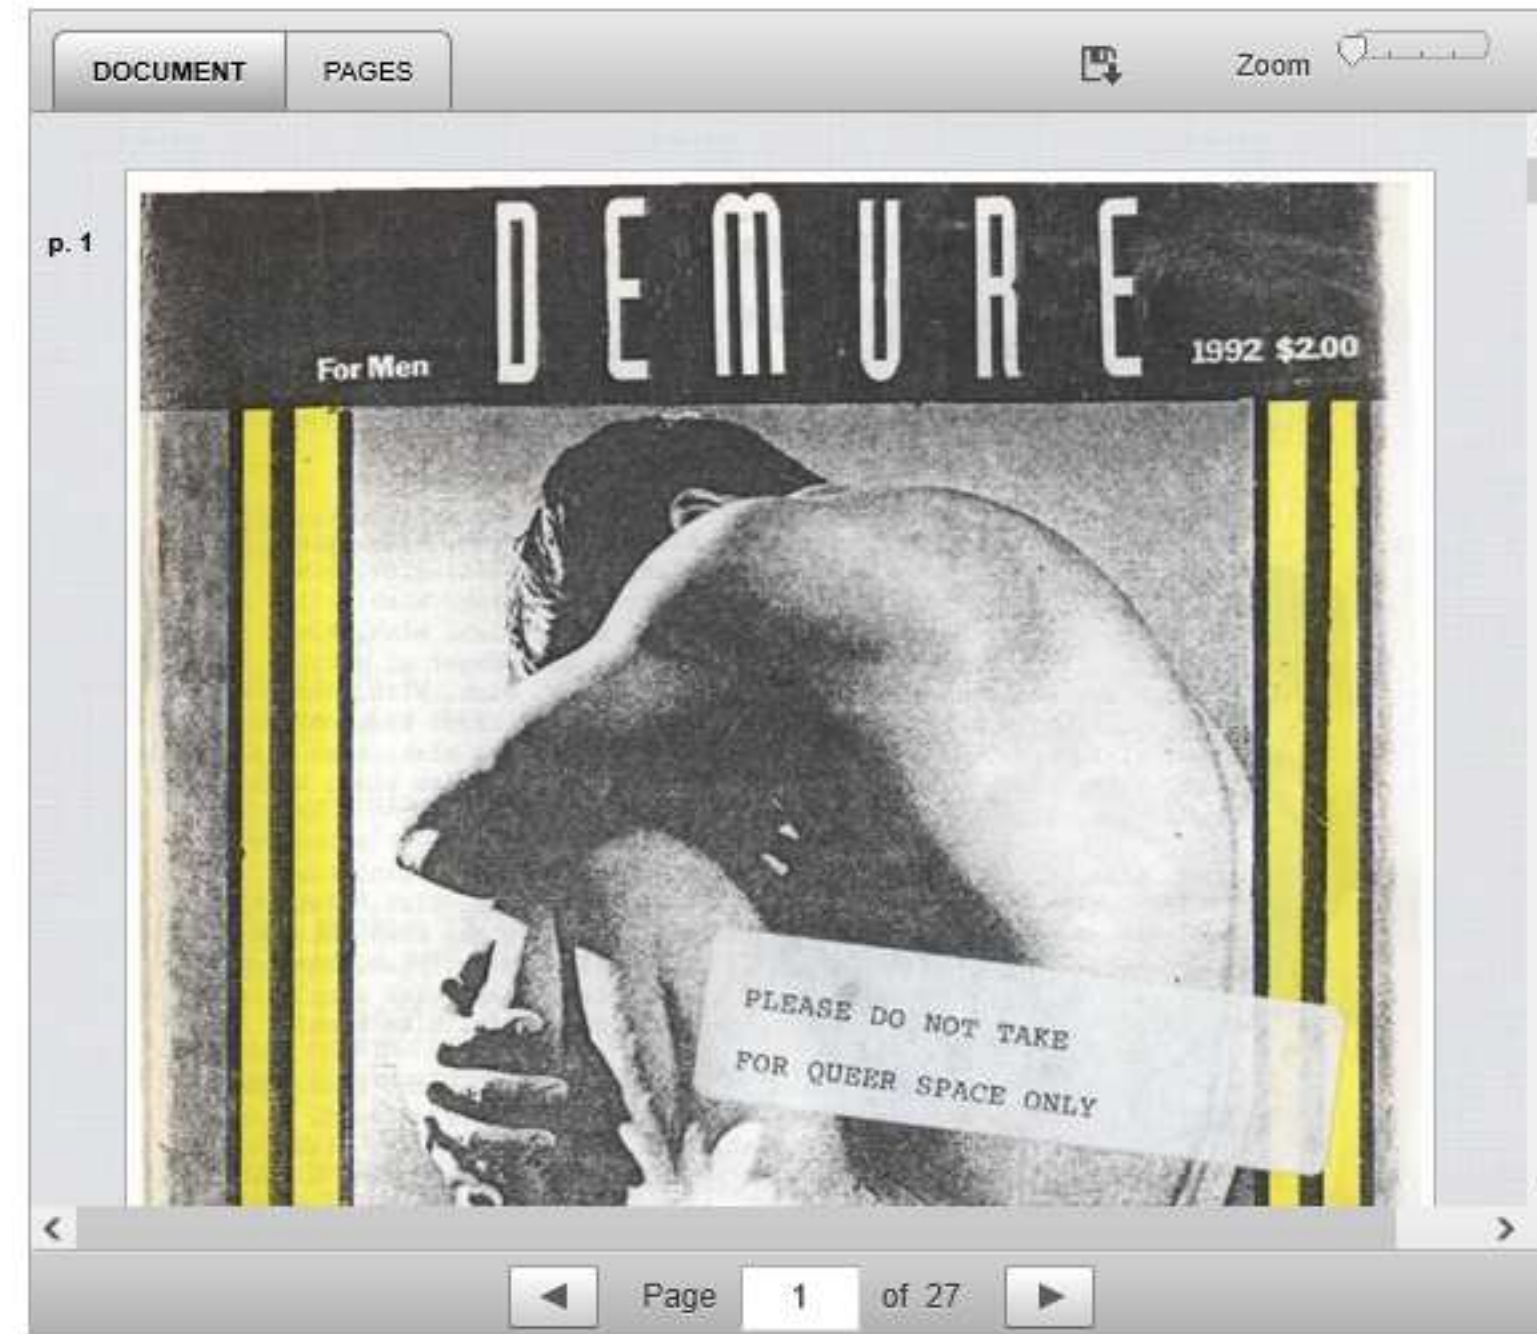 DOCUMENT PAGES Zoom
p. 1
DEMURE
For Men 1992 $2.00
PLEASE DO NOT TAKE
FOR QUEER SPACE ONLY
Page 1 of 27